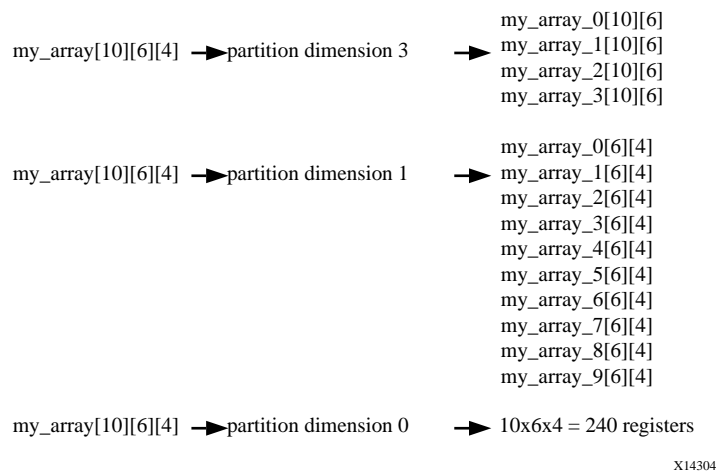 my_array_0[10][6]
my_array[10][6][4] partition dimension 3 my_array_1[10][6]
my_array_2[10][6]
my_array_3[10][6]
my_array_0[6][4]
my_array[10][6][4] partition dimension 1 my_array_1[6][4]
my_array_2[6][4]
my_array_3[6][4]
my_array_4[6][4]
my_array_5[6][4]
my_array_6[6][4]
my_array_7[6][4]
my_array_8[6][4]
my_array_9[6][4]
my_array[10][6][4] partition dimension 0 10x6x4 = 240 registers
X14304